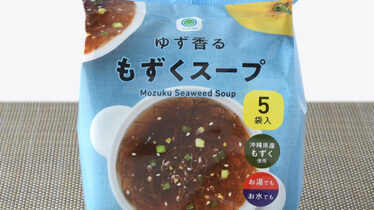 ゆず香る
もずくスープ
Mozuku Seaweed Soup
5
袋入
沖縄県産
もずく
使用
お湯でも
お水でも